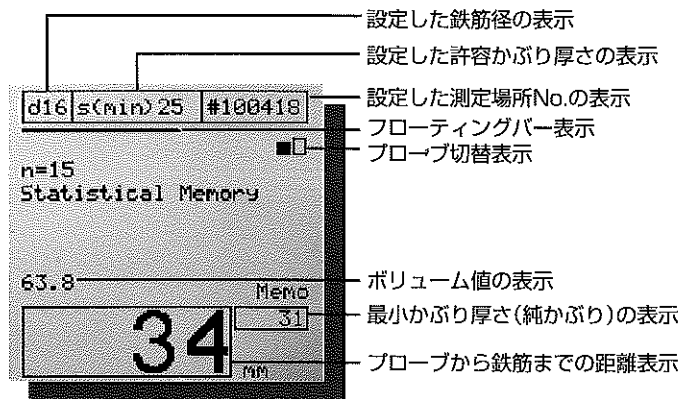 設定した鉄筋径の表示
設定した許容かぶり厚さの表示
d16 s(min)25 #100418
設定した測定場所No.の表示
フローティングバー表示
プローブ切替表示
n=15
Statistical Memory
63.8
ボリューム値の表示
Memo
31
最小かぶり厚さ(純かぶり)の表示
34
mm
プローブから鉄筋までの距離表示